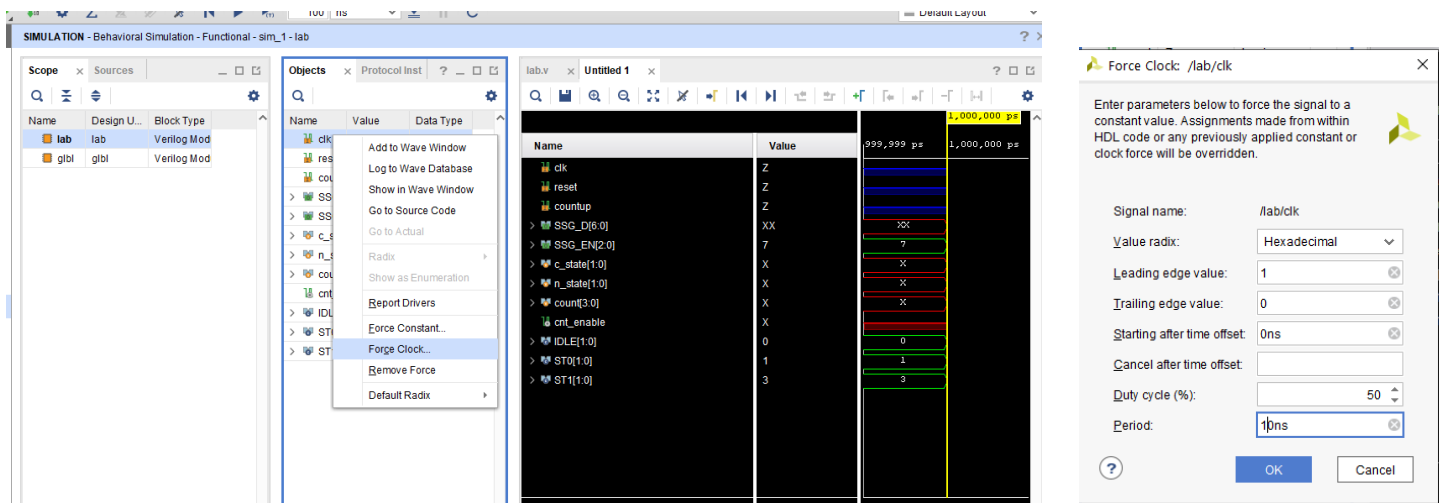 100 ns
Default Layout
SIMULATION - Behavioral Simulation - Functional - sim_1 - lab
Scope
Sources
Name Design U... Block Type
lab lab Verilog Mod
glbl glbl Verilog Mod
Objects
Protocol Inst
Name Value Data Type
clk
res
cou
SS
SS
c_s
n_s
cou
cnt
IDL
ST
ST
Add to Wave Window
Log to Wave Database
Show in Wave Window
Go to Source Code
Go to Actual
Radix
Show as Enumeration
Report Drivers
Force Constant...
Force Clock...
Remove Force
Default Radix
lab.v
Untitled 1
1,000,000 ps
Name Value 999,999 ps 1,000,000 ps
clk Z
reset Z
countup Z
SSG_D[6:0] XX XX
SSG_EN[2:0] 7 7
c_state[1:0] X X
n_state[1:0] X X
count[3:0] X X
cnt_enable X
IDLE[1:0] 0 0
ST0[1:0] 1 1
ST1[1:0] 3 3
Force Clock: /lab/clk
Enter parameters below to force the signal to a
constant value. Assignments made from within
HDL code or any previously applied constant or
clock force will be overridden.
Signal name: /lab/clk
Value radix: Hexadecimal
Leading edge value: 1
Trailing edge value: 0
Starting after time offset: 0ns
Cancel after time offset:
Duty cycle (%): 50
Period: 10ns
OK
Cancel